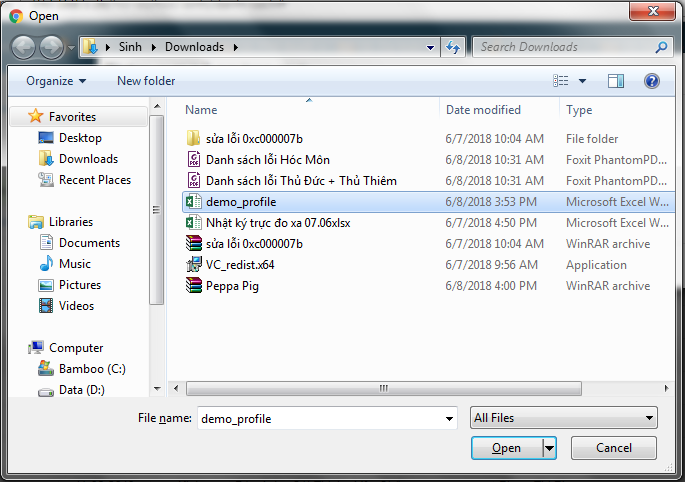 Open
Sinh Downloads
Search Downloads
Organize New folder
Name Date modified Type
Favorites
Desktop
Downloads
Recent Places
Libraries
Documents
Music
Pictures
Videos
Computer
Bamboo (C:)
Data (D:)
sửa lỗi 0xc000007b 6/7/2018 10:04 AM File folder
Danh sách lỗi Hóc Môn 6/8/2018 10:31 AM Foxit PhantomPD...
Danh sách lỗi Thủ Đức + Thủ Thiêm 6/8/2018 10:31 AM Foxit PhantomPD...
demo_profile 6/8/2018 3:53 PM Microsoft Excel W...
Nhật ký trực đo xa 07.06xlsx 6/7/2018 4:50 PM Microsoft Excel W...
sửa lỗi 0xc000007b 6/7/2018 10:04 AM WinRAR archive
VC_redist.x64 6/7/2018 9:56 AM Application
Peppa Pig 6/8/2018 4:00 PM WinRAR archive
File name: demo_profile All Files
Open Cancel